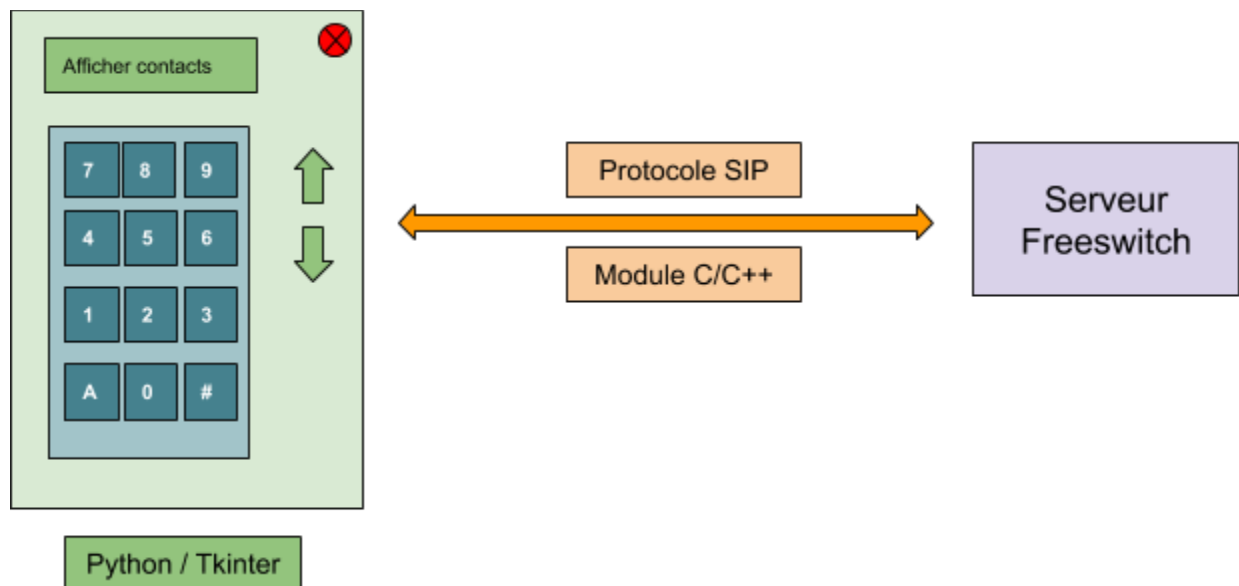 Afficher contacts
7 8 9
4 5 6
1 2 3
A 0 #
Python / Tkinter
Protocole SIP
Module C/C++
Serveur
Freeswitch